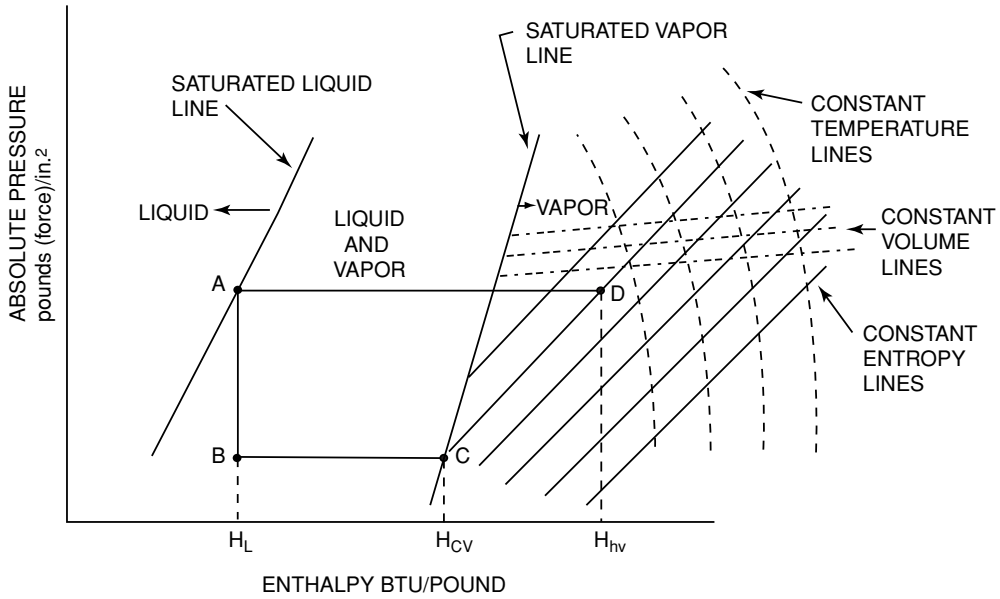 SATURATED VAPOR
LINE
SATURATED LIQUID
LINE
CONSTANT
TEMPERATURE
LINES
ABSOLUTE PRESSURE
pounds (force)/in.²
LIQUID
LIQUID
AND
VAPOR
VAPOR
CONSTANT
VOLUME
LINES
A
D
CONSTANT
ENTROPY
LINES
B
C
H_L
H_CV
H_hv
ENTHALPY BTU/POUND